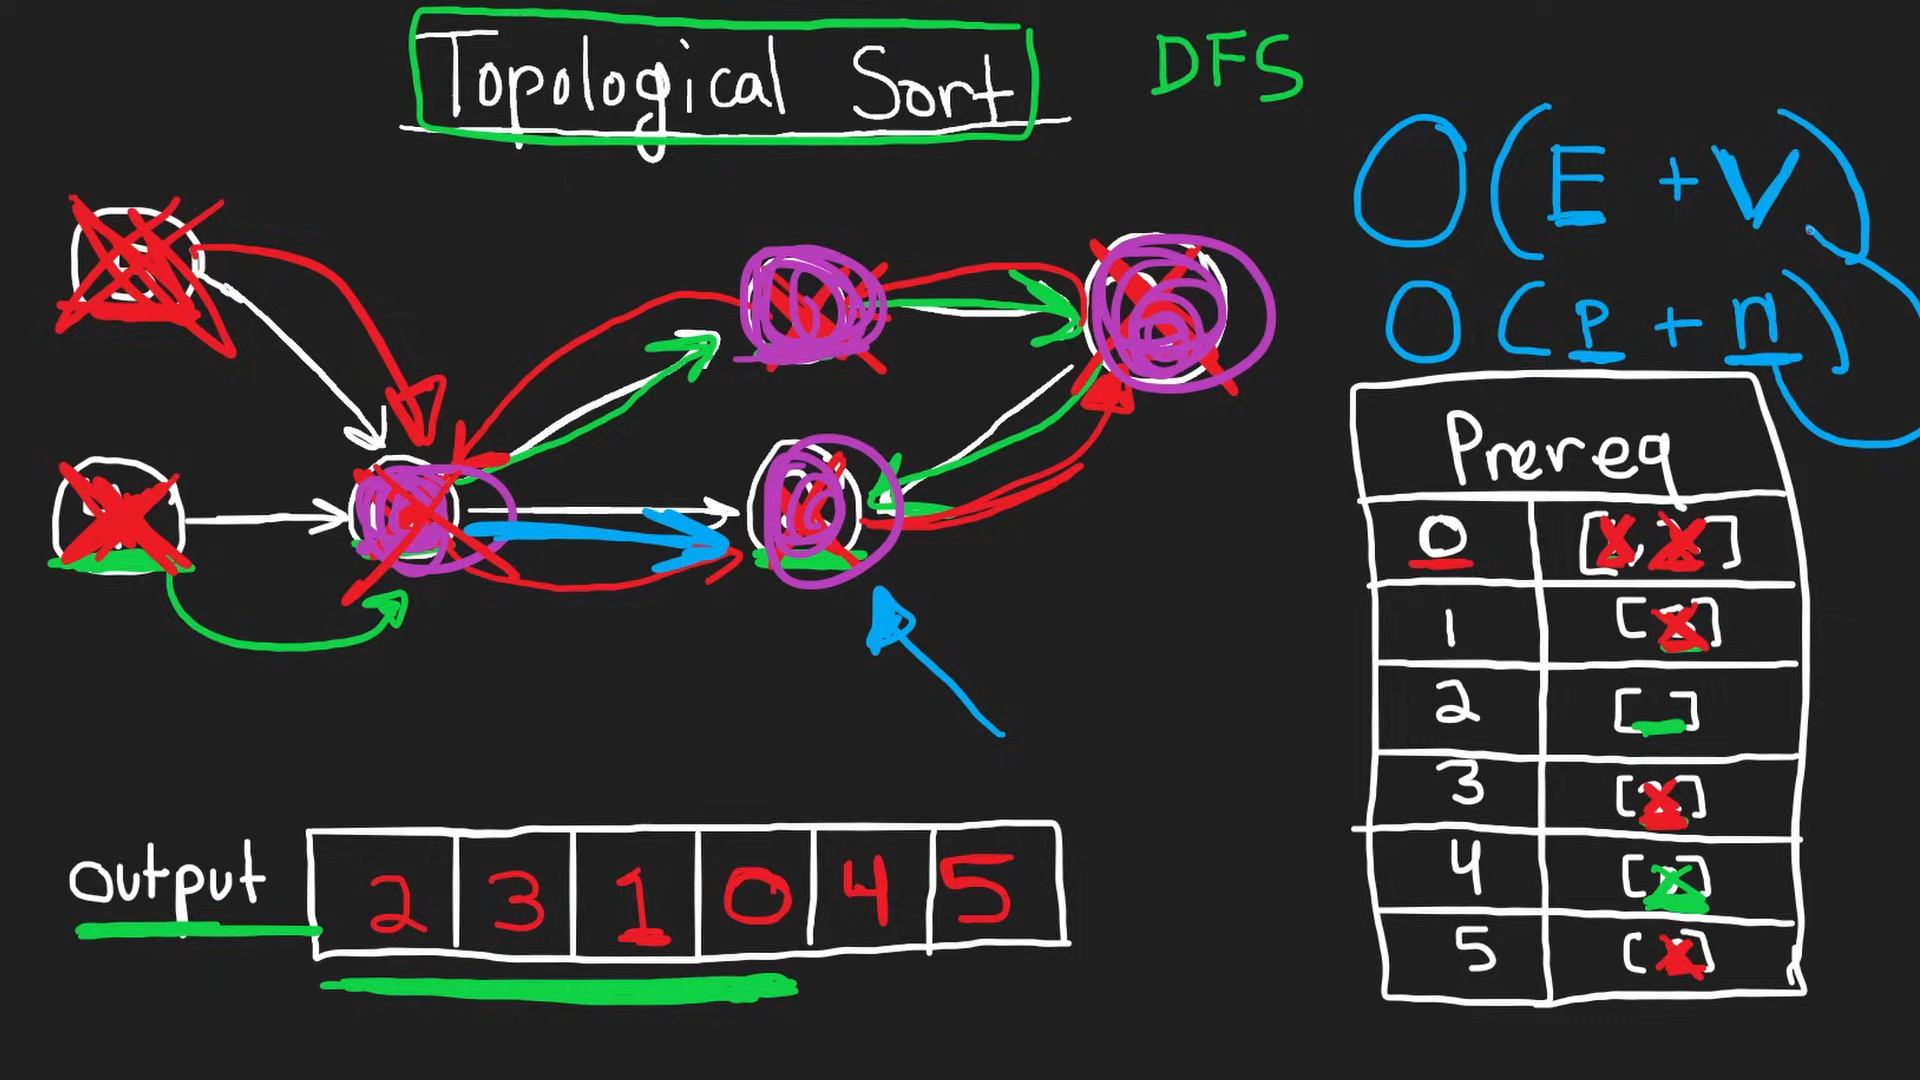 Topological Sort
DFS
O(E + V)
O(p + n)
Prereq
0 [ , ]
1 [ ]
2 [ ]
3 [ ]
4 [ ]
5 [ ]
output 2 3 1 0 4 5